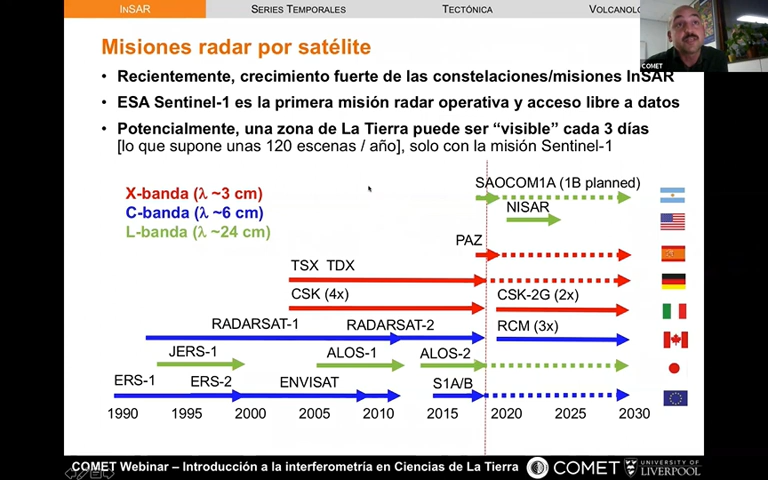 InSAR
SERIES TEMPORALES
TECTÓNICA
COMET
Misiones radar por satélite
• Recientemente, crecimiento fuerte de las constelaciones/misiones InSAR
• ESA Sentinel-1 es la primera misión radar operativa y acceso libre a datos
• Potencialmente, una zona de La Tierra puede ser “visible” cada 3 días
[lo que supone unas 120 escenas / año], solo con la misión Sentinel-1
SAOCOM1A (1B planned)
X-banda (λ ~3 cm)
C-banda (λ ~6 cm)
L-banda (λ ~24 cm)
NISAR
PAZ
TSX TDX
CSK (4x)
CSK-2G (2x)
RADARSAT-1
RADARSAT-2
RCM (3x)
JERS-1
ALOS-1
ALOS-2
ERS-1
ERS-2
ENVISAT
S1A/B
1990 1995 2000 2005 2010 2015 2020 2025 2030
COMET Webinar – Introducción a la interferometría en Ciencias de La Tierra
COMET
UNIVERSITY OF
LIVERPOOL